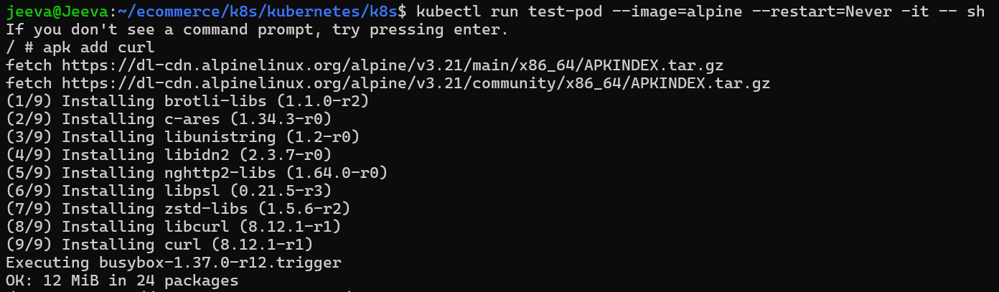 jeeva@Jeeva:~/ecommerce/k8s/kubernetes/k8s$ kubectl run test-pod --image=alpine --restart=Never -it -- sh
If you don't see a command prompt, try pressing enter.
/ # apk add curl
fetch https://dl-cdn.alpinelinux.org/alpine/v3.21/main/x86_64/APKINDEX.tar.gz
fetch https://dl-cdn.alpinelinux.org/alpine/v3.21/community/x86_64/APKINDEX.tar.gz
(1/9) Installing brotli-libs (1.1.0-r2)
(2/9) Installing c-ares (1.34.3-r0)
(3/9) Installing libunistring (1.2-r0)
(4/9) Installing libidn2 (2.3.7-r0)
(5/9) Installing nghttp2-libs (1.64.0-r0)
(6/9) Installing libpsl (0.21.5-r3)
(7/9) Installing zstd-libs (1.5.6-r2)
(8/9) Installing libcurl (8.12.1-r1)
(9/9) Installing curl (8.12.1-r1)
Executing busybox-1.37.0-r12.trigger
OK: 12 MiB in 24 packages